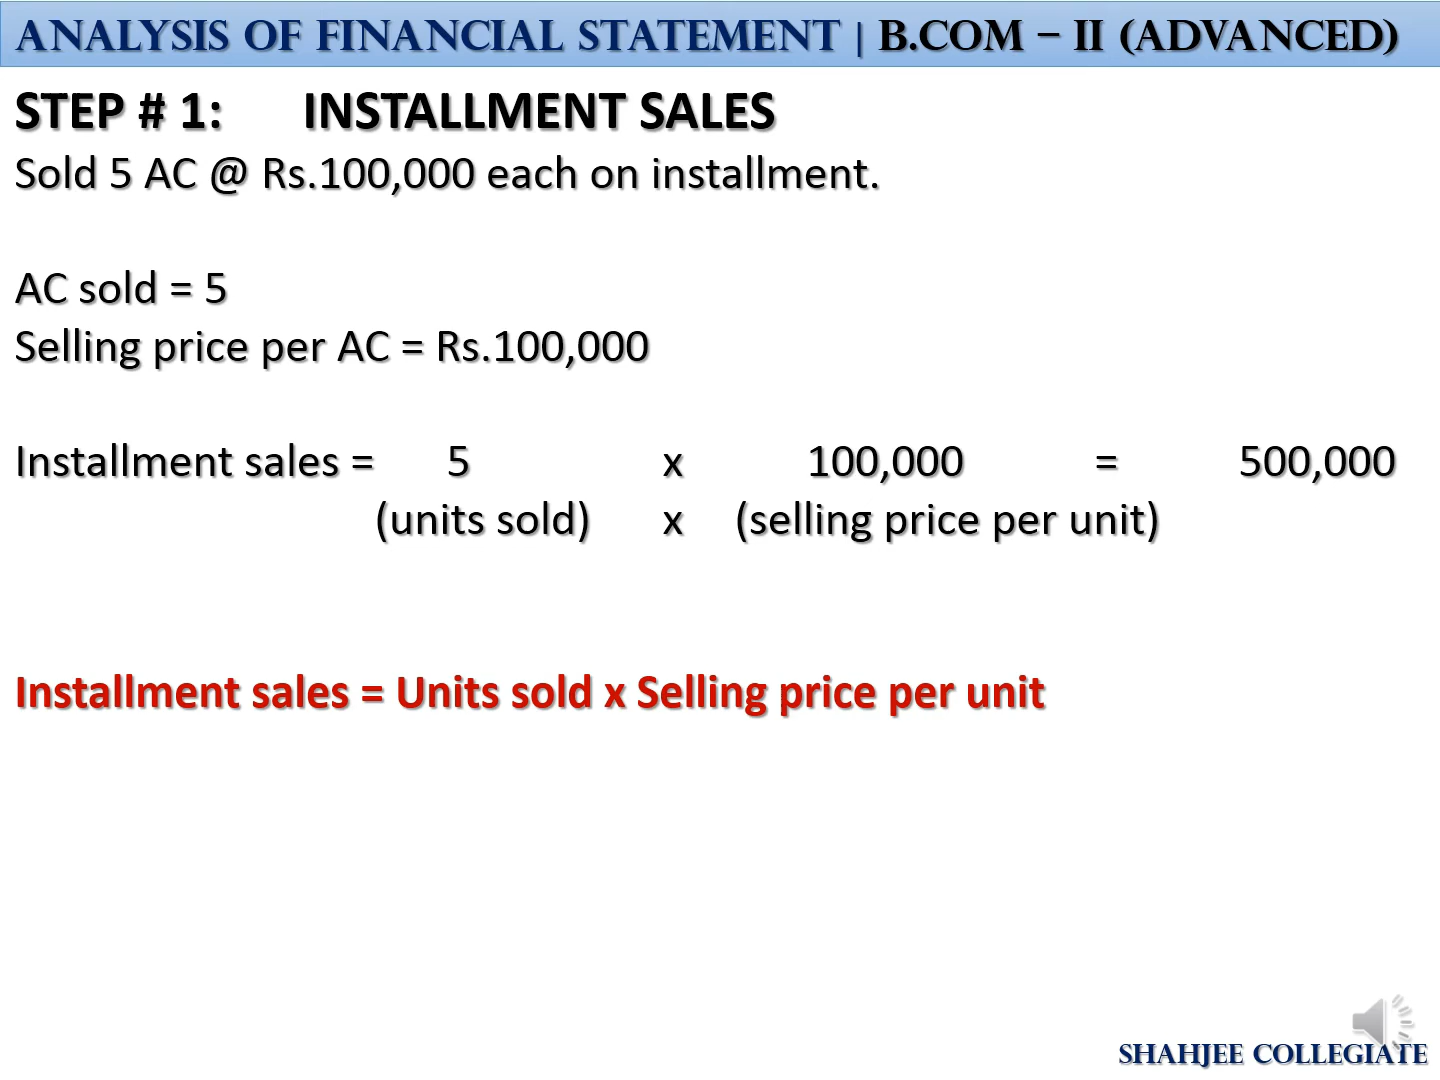 ANALYSIS OF FINANCIAL STATEMENT | B.COM – II (ADVANCED)
STEP # 1: INSTALLMENT SALES
Sold 5 AC @ Rs.100,000 each on installment.
AC sold = 5
Selling price per AC = Rs.100,000
Installment sales = 5 x 100,000 = 500,000
(units sold) x (selling price per unit)
Installment sales = Units sold x Selling price per unit
SHAHJEE COLLEGIATE